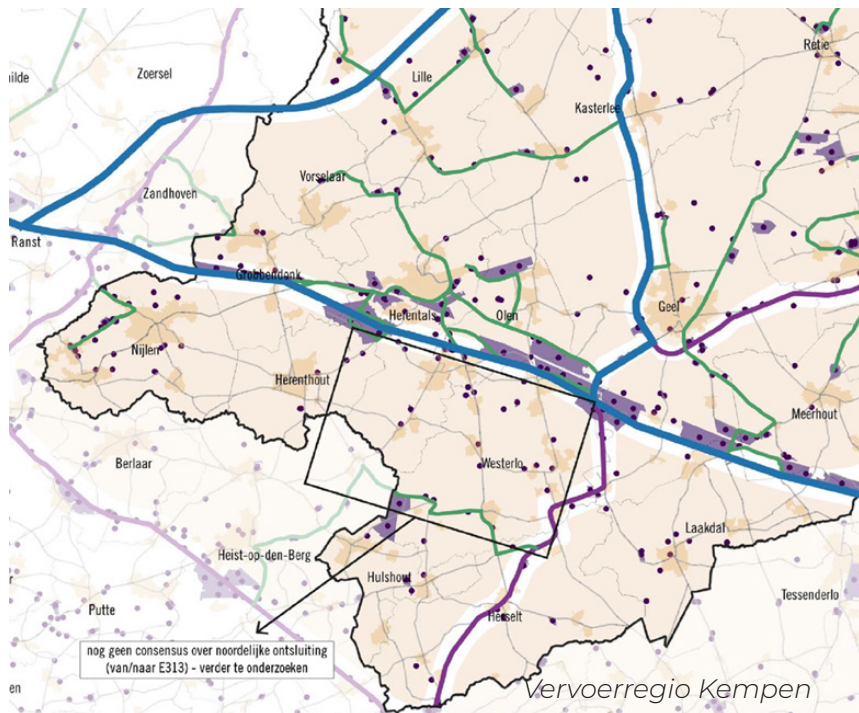 Retie
ilde
Zoersel
Lille
Kasterlee
Vorselaar
Zandhoven
Ranst
Grobbendonk
Herentals
Olen
Geel
Nijlen
Herenthout
Meerhout
Berlaar
Westerlo
Laakdal
Heist-op-den-Berg
Hulshout
Tessenderlo
Putte
Herselt
nog geen consensus over noordelijke ontsluiting
(van/naar E313) - verder te onderzoeken
en
Vervoerregio Kempen